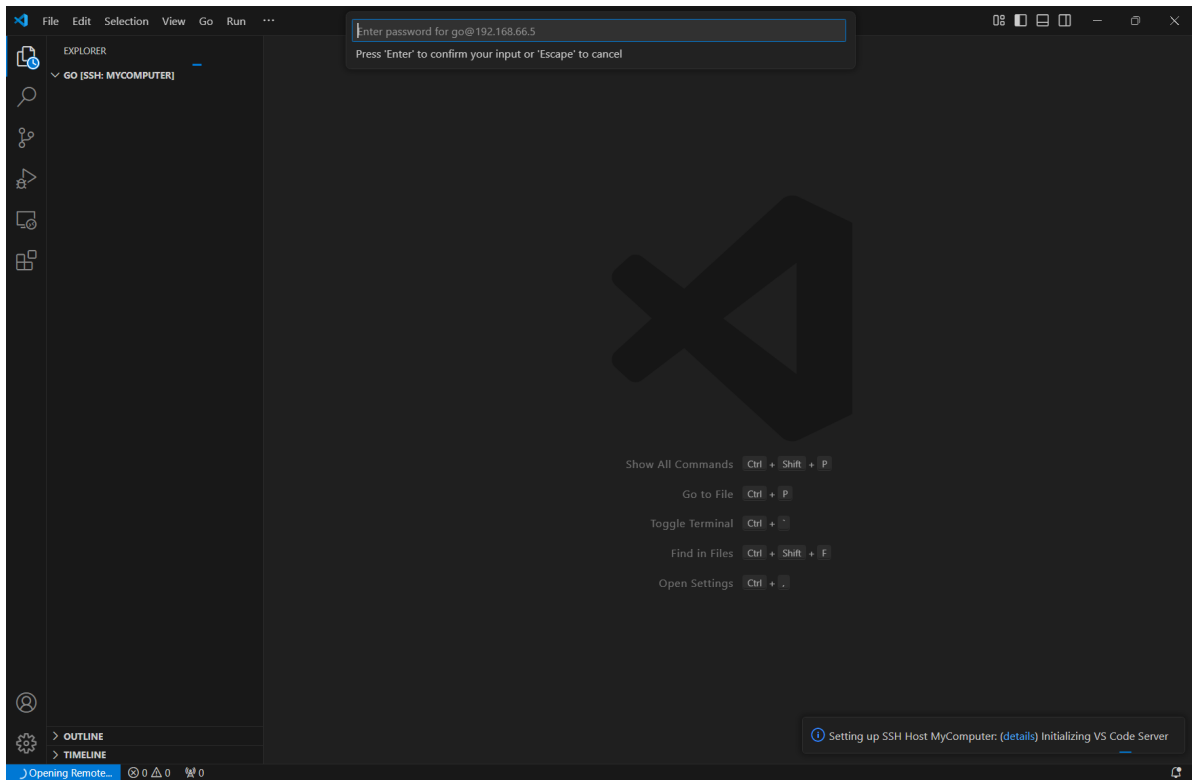 File Edit Selection View Go Run ···
Enter password for go@192.168.66.5
Press 'Enter' to confirm your input or 'Escape' to cancel
EXPLORER
GO [SSH: MYCOMPUTER]
Show All Commands Ctrl + Shift + P
Go to File Ctrl + P
Toggle Terminal Ctrl + `
Find in Files Ctrl + Shift + F
Open Settings Ctrl + .
OUTLINE
TIMELINE
Setting up SSH Host MyComputer: (details) Initializing VS Code Server
Opening Remote... 0 0 0